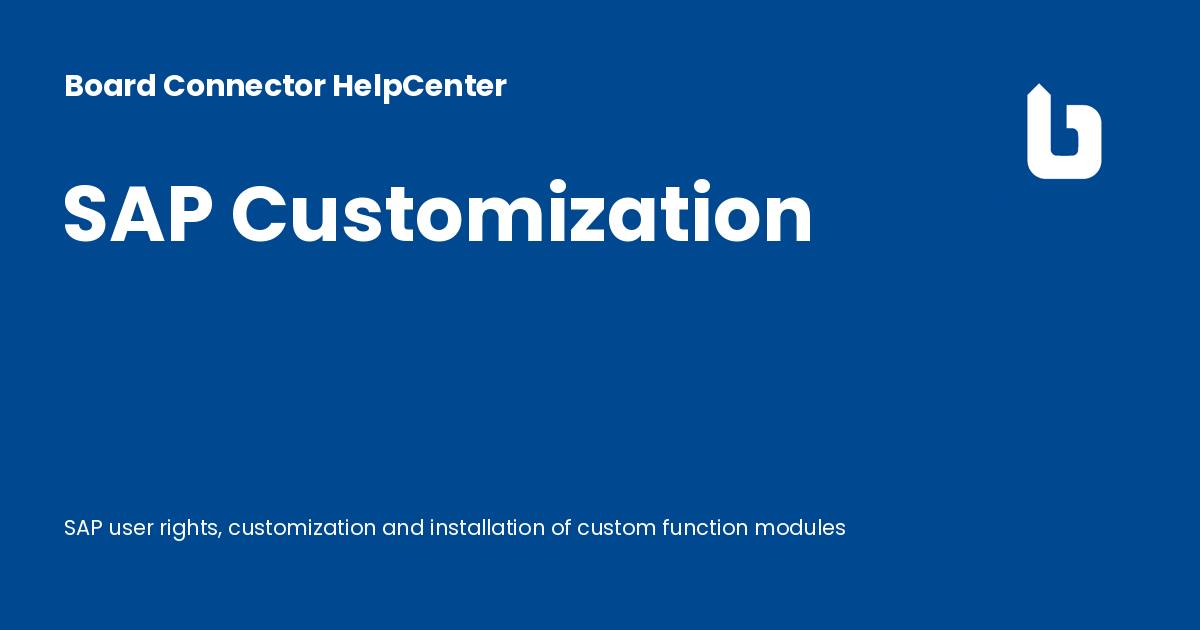 Board Connector HelpCenter
SAP Customization
SAP user rights, customization and installation of custom function modules